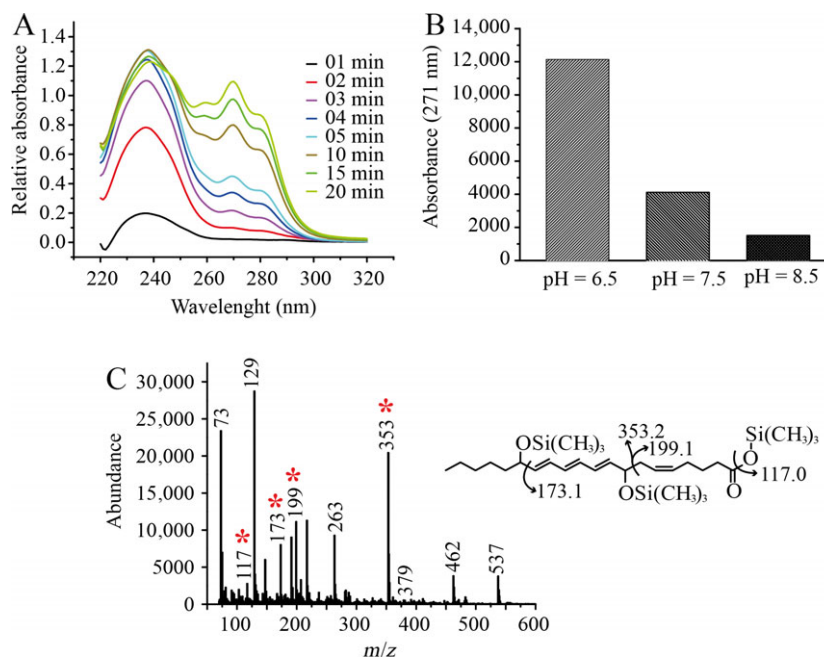 A
Relative absorbance
1.4
1.2
1.0
0.8
0.6
0.4
0.2
0.0
220 240 260 280 300 320
Wavelenght (nm)
01 min
02 min
03 min
04 min
05 min
10 min
15 min
20 min
B
Absorbance (271 nm)
12,000
10,000
8000
6000
4000
2000
0
pH = 6.5 pH = 7.5 pH = 8.5
C
Abundance
30,000
25,000
20,000
15,000
10,000
5000
0
73
129
*
117
*
173
*
199
263
*
353
379
462
537
100 200 300 400 500 600
m/z
OSi(CH3)3
173.1
353.2
199.1
OSi(CH3)3
Si(CH3)3
O
O
117.0